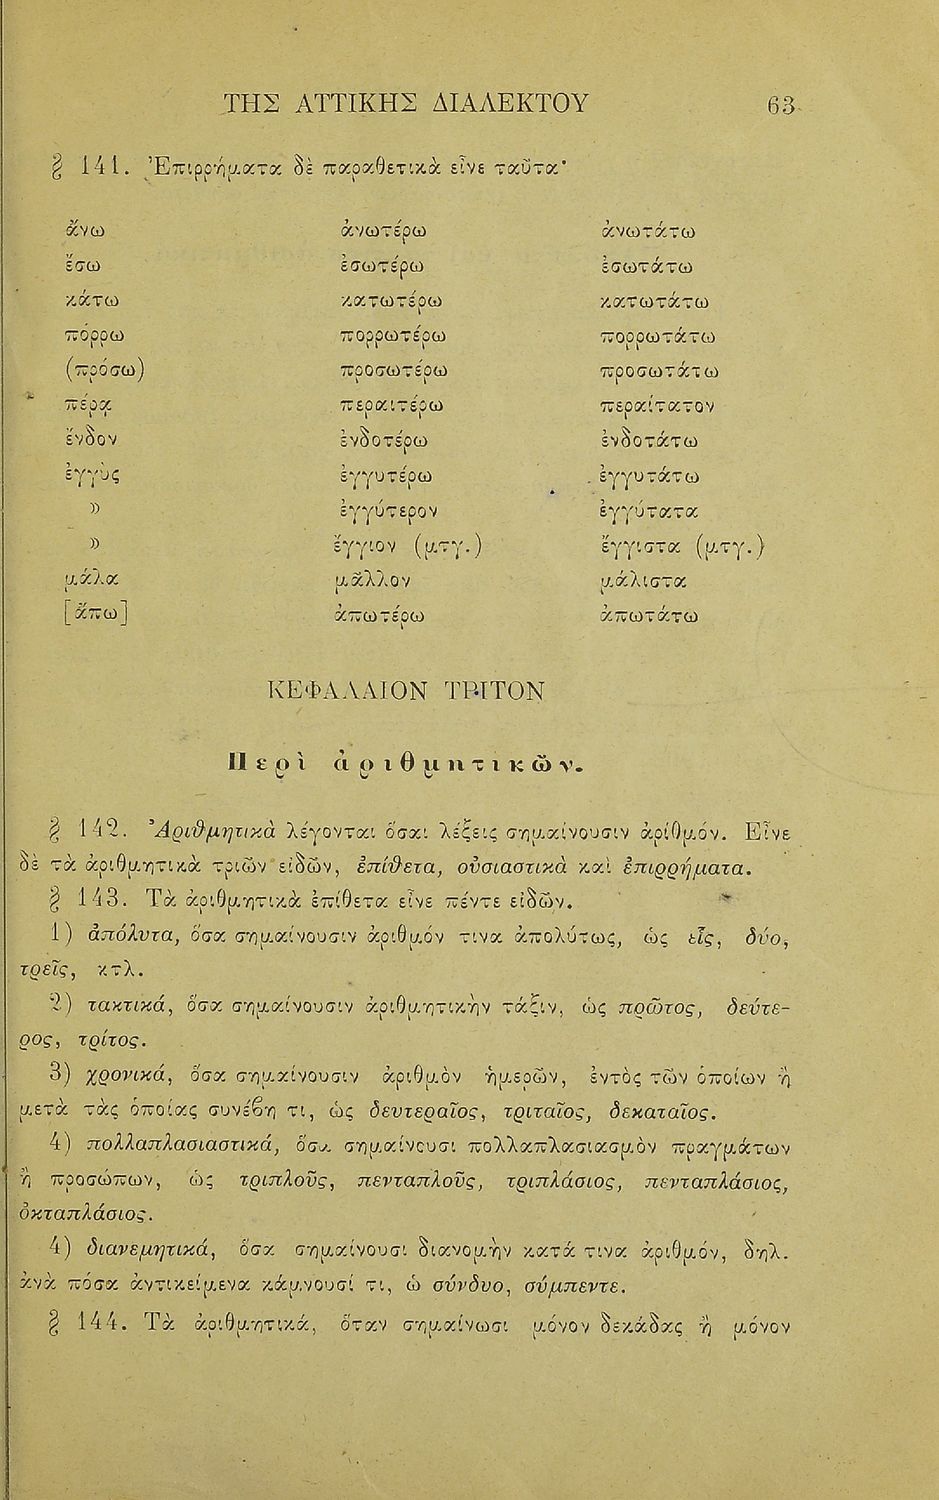 ΤΗΣ ΑΤΤΙΚΗΣ ΔΙΑΛΕΚΤΟΥ 63
§ 141. Ἐπιρρήματα δὲ παραθετικὰ εἶνε ταῦτα·
ἄνω ἀνωτέρω ἀνωτάτω
ἔσω ἐσωτέρω ἐσωτάτω
κάτω κατωτέρω κατωτάτω
πόρρω πορρωτέρω πορρωτάτω
(πρόσω) προσωτέρω προσωτάτω
πέρα περαιτέρω περαίτατον
ἔνδον ἐνδοτέρω ἐνδοτάτω
ἐγγὺς ἐγγυτέρω ἐγγυτάτω
» ἐγγύτερον ἐγγύτατα
» ἔγγιον (μτγ.) ἔγγιστα (μτγ.)
μάλα μᾶλλον μάλιστα
[ἄπω] ἀπωτέρω ἀπωτάτω
ΚΕΦΑΛΑΙΟΝ ΤΡΙΤΟΝ
Περὶ ἀριθμητικῶν.
§ 142. Ἀριθμητικὰ λέγονται ὅσαι λέξεις σημαίνουσιν ἀρίθμόν. Εἶνε
δὲ τὰ ἀριθμητικὰ τριῶν εἰδῶν, ἐπίθετα, οὐσιαστικὰ καὶ ἐπιρρήματα.
§ 143. Τὰ ἀριθμητικὰ ἐπίθετα εἶνε πέντε εἰδῶν.
1) ἀπόλυτα, ὅσα σημαίνουσιν ἀριθμόν τινα ἀπολύτως, ὡς εἷς, δύο,
τρεῖς, κτλ.
2) τακτικά, ὅσα σημαίνουσιν ἀριθμητικὴν τάξιν, ὡς πρῶτος, δεύτε-
ρος, τρίτος.
3) χρονικά, ὅσα σημαίνουσιν ἀριθμὸν ἡμερῶν, ἐντὸς τῶν ὁποίων ἢ
μετὰ τὰς ὁποίας συνέβη τι, ὡς δευτεραῖος, τριταῖος, δεκαταῖος.
4) πολλαπλασιαστικά, ὅσα σημαίνουσι πολλαπλασιασμὸν πραγμάτων
ἢ προσώπων, ὡς τριπλοῦς, πενταπλοῦς, τριπλάσιος, πενταπλάσιος,
ὀκταπλάσιος.
4) διανεμητικά, ὅσα σημαίνουσι διανομὴν κατά τινα ἀριθμόν, δηλ.
ἀνὰ πόσα ἀντικείμενα κάμνουσί τι, ὡ σύνδυο, σύμπεντε.
§ 144. Τὰ ἀριθμητικά, ὅταν σημαίνωσι μόνον δεκάδας ἢ μόνον